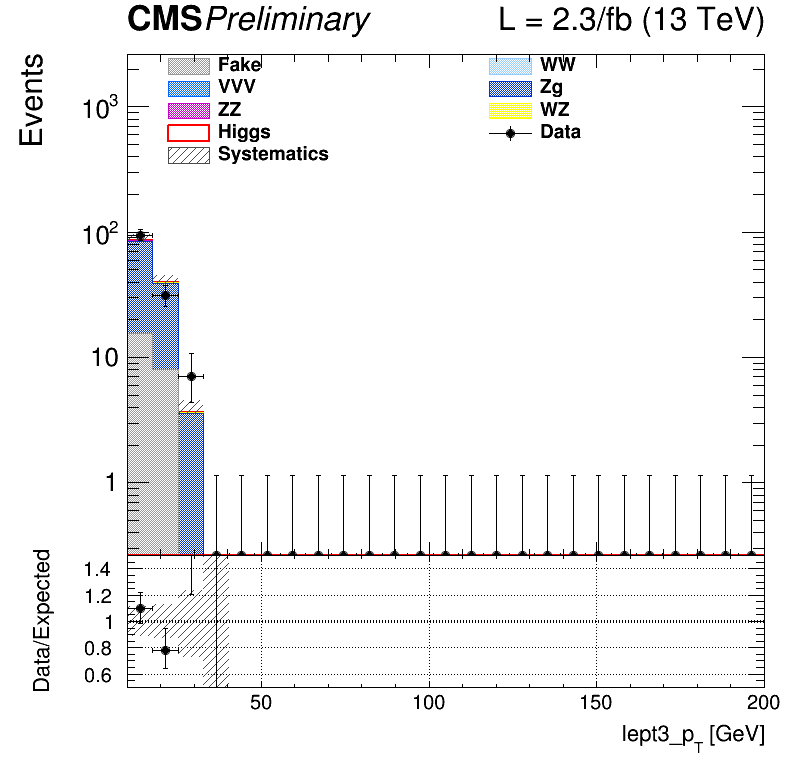 CMS Preliminary L = 2.3/fb (13 TeV)
Events
Fake WW
VVV Zg
ZZ WZ
Higgs Data
Systematics
10³
10²
10
1
Data/Expected
1.4
1.2
1
0.8
0.6
50 100 150 200
lept3_p_T [GeV]